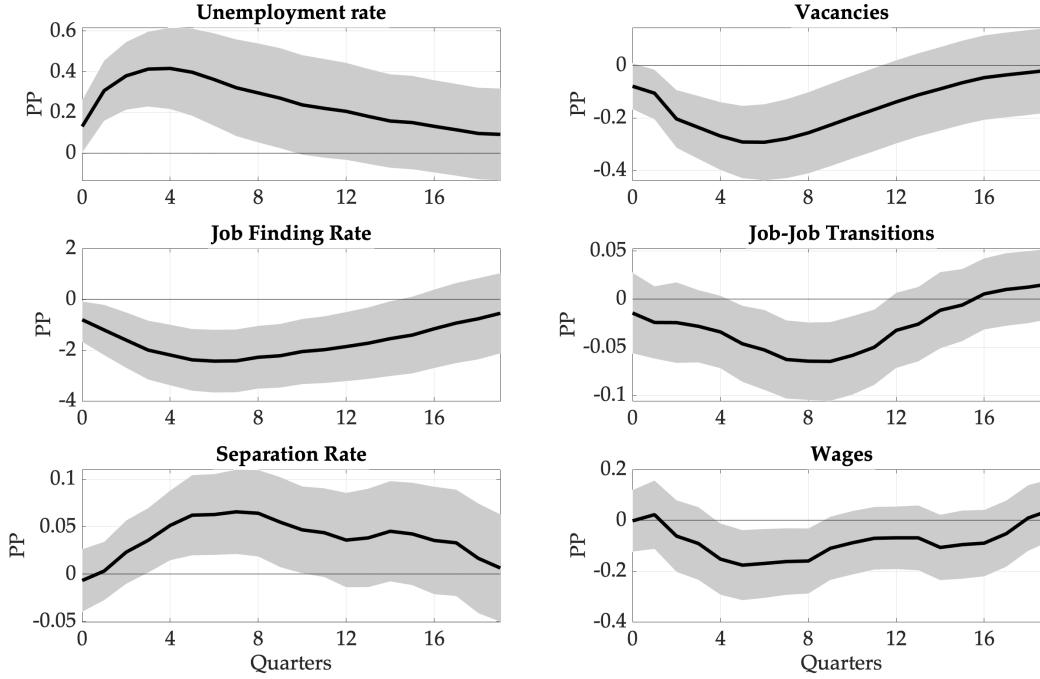 Unemployment rate
0.6
0.4
0.2
0
PP
0 4 8 12 16
Vacancies
0
-0.2
-0.4
PP
0 4 8 12 16
Job Finding Rate
2
0
-2
-4
PP
0 4 8 12 16
Job-Job Transitions
0.05
0
-0.05
-0.1
PP
0 4 8 12 16
Separation Rate
0.1
0.05
0
-0.05
PP
0 4 8 12 16
Quarters
Wages
0.2
0
-0.2
-0.4
PP
0 4 8 12 16
Quarters